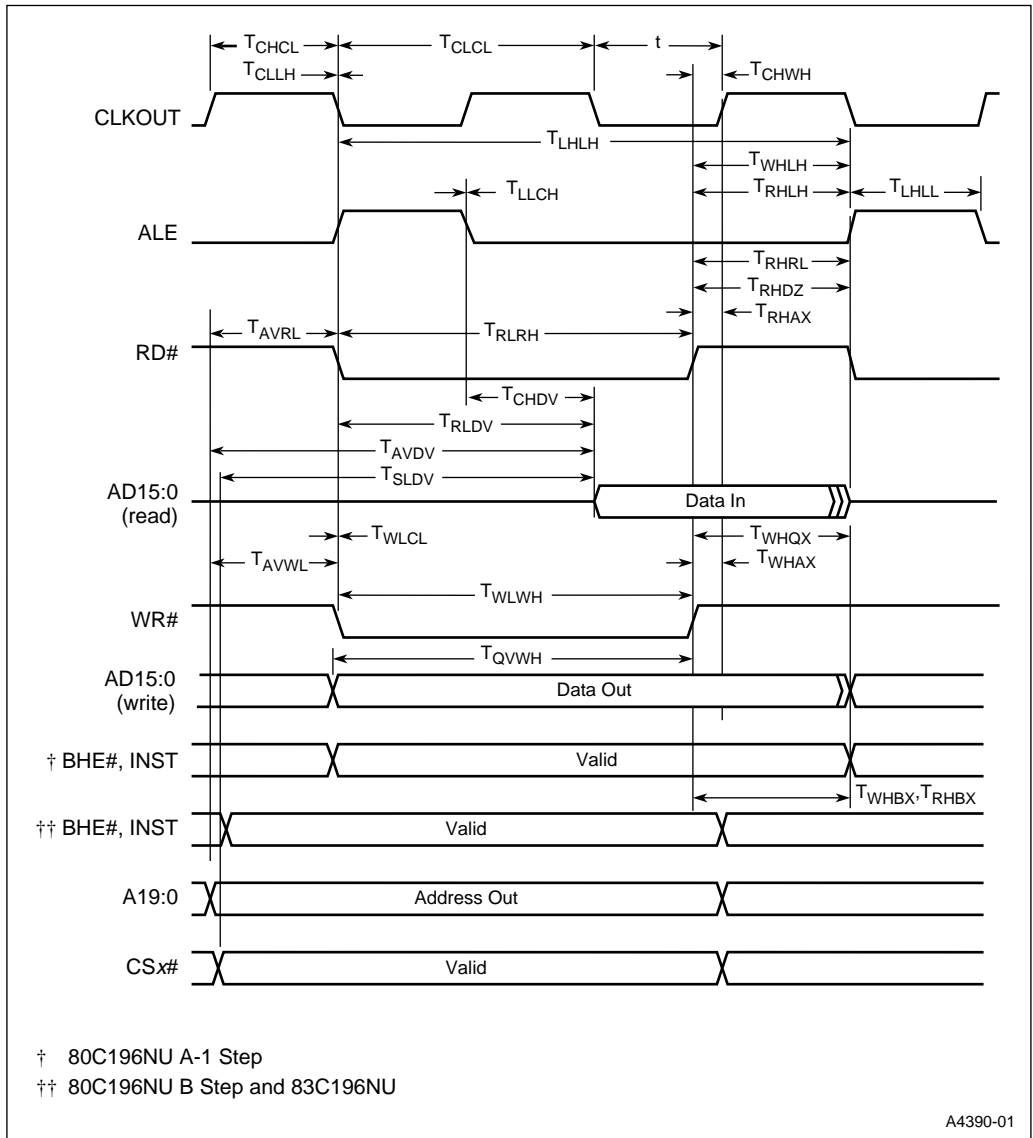 TCHCL TCLCL t
TCLLH TCHWH
CLKOUT
TLHLH
TWHLH
TLLCH TRHLH TLHLL
ALE
TRHRL
TRHDZ
TAVRL TRLRH TRHAX
RD#
TCHDV
TRLDV
TAVDV
TSLDV
AD15:0
(read)
Data In
TWLCL TWHQX
TAVWL TWHAX
TWLWH
WR#
TQVWH
AD15:0
(write)
Data Out
† BHE#, INST Valid
TWHBX,TRHBX
†† BHE#, INST Valid
A19:0 Address Out
CSx# Valid
† 80C196NU A-1 Step
†† 80C196NU B Step and 83C196NU
A4390-01